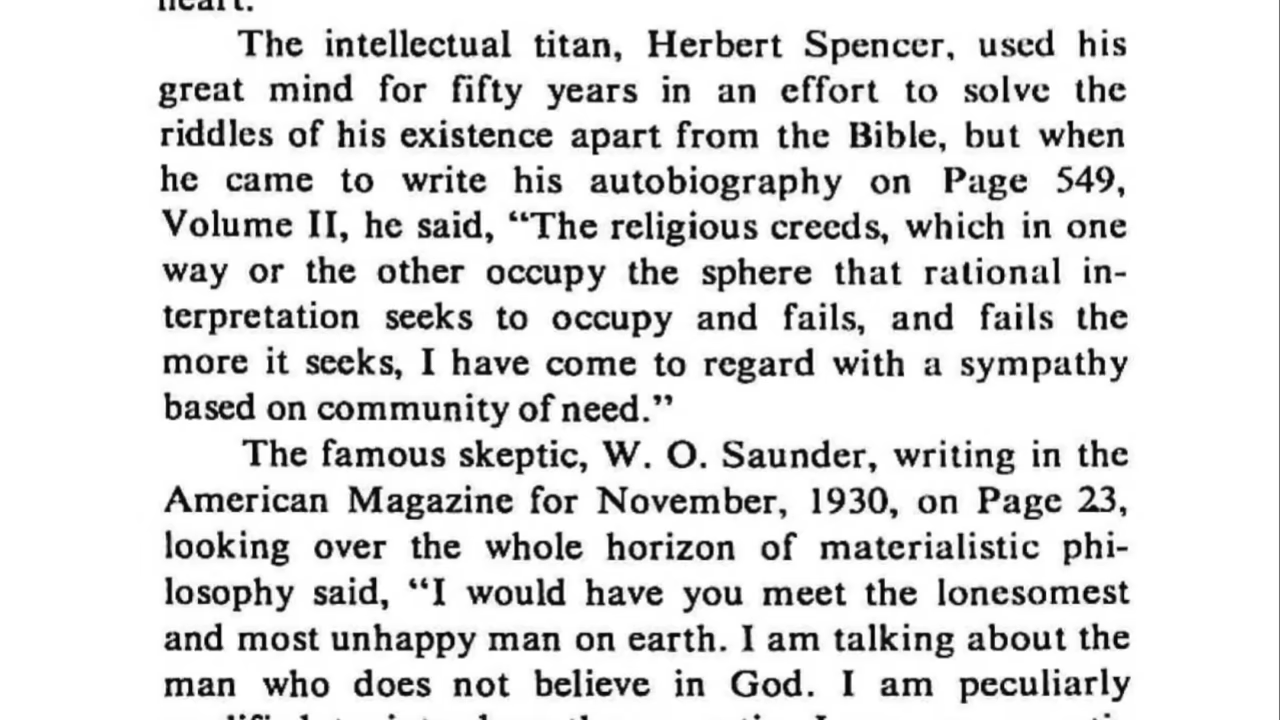 heart.
The intellectual titan, Herbert Spencer, used his
great mind for fifty years in an effort to solve the
riddles of his existence apart from the Bible, but when
he came to write his autobiography on Page 549,
Volume II, he said, “The religious creeds, which in one
way or the other occupy the sphere that rational in-
terpretation seeks to occupy and fails, and fails the
more it seeks, I have come to regard with a sympathy
based on community of need.”
The famous skeptic, W. O. Saunder, writing in the
American Magazine for November, 1930, on Page 23,
looking over the whole horizon of materialistic phi-
losophy said, “I would have you meet the lonesomest
and most unhappy man on earth. I am talking about the
man who does not believe in God. I am peculiarly